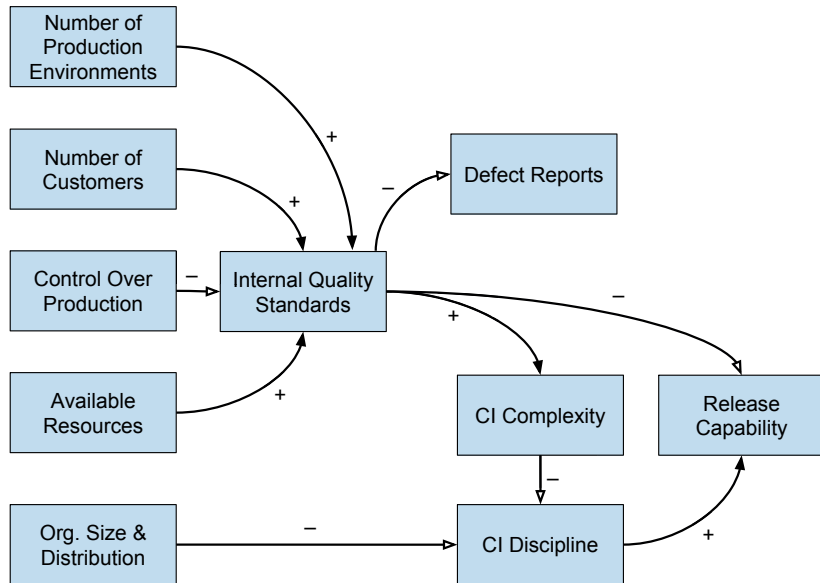 Number of
Production
Environments
+
Number of
Customers
+
–
Defect Reports
Control Over
Production
–
Internal Quality
Standards
+
–
Available
Resources
+
CI Complexity
Release
Capability
–
Org. Size &
Distribution
–
CI Discipline
+